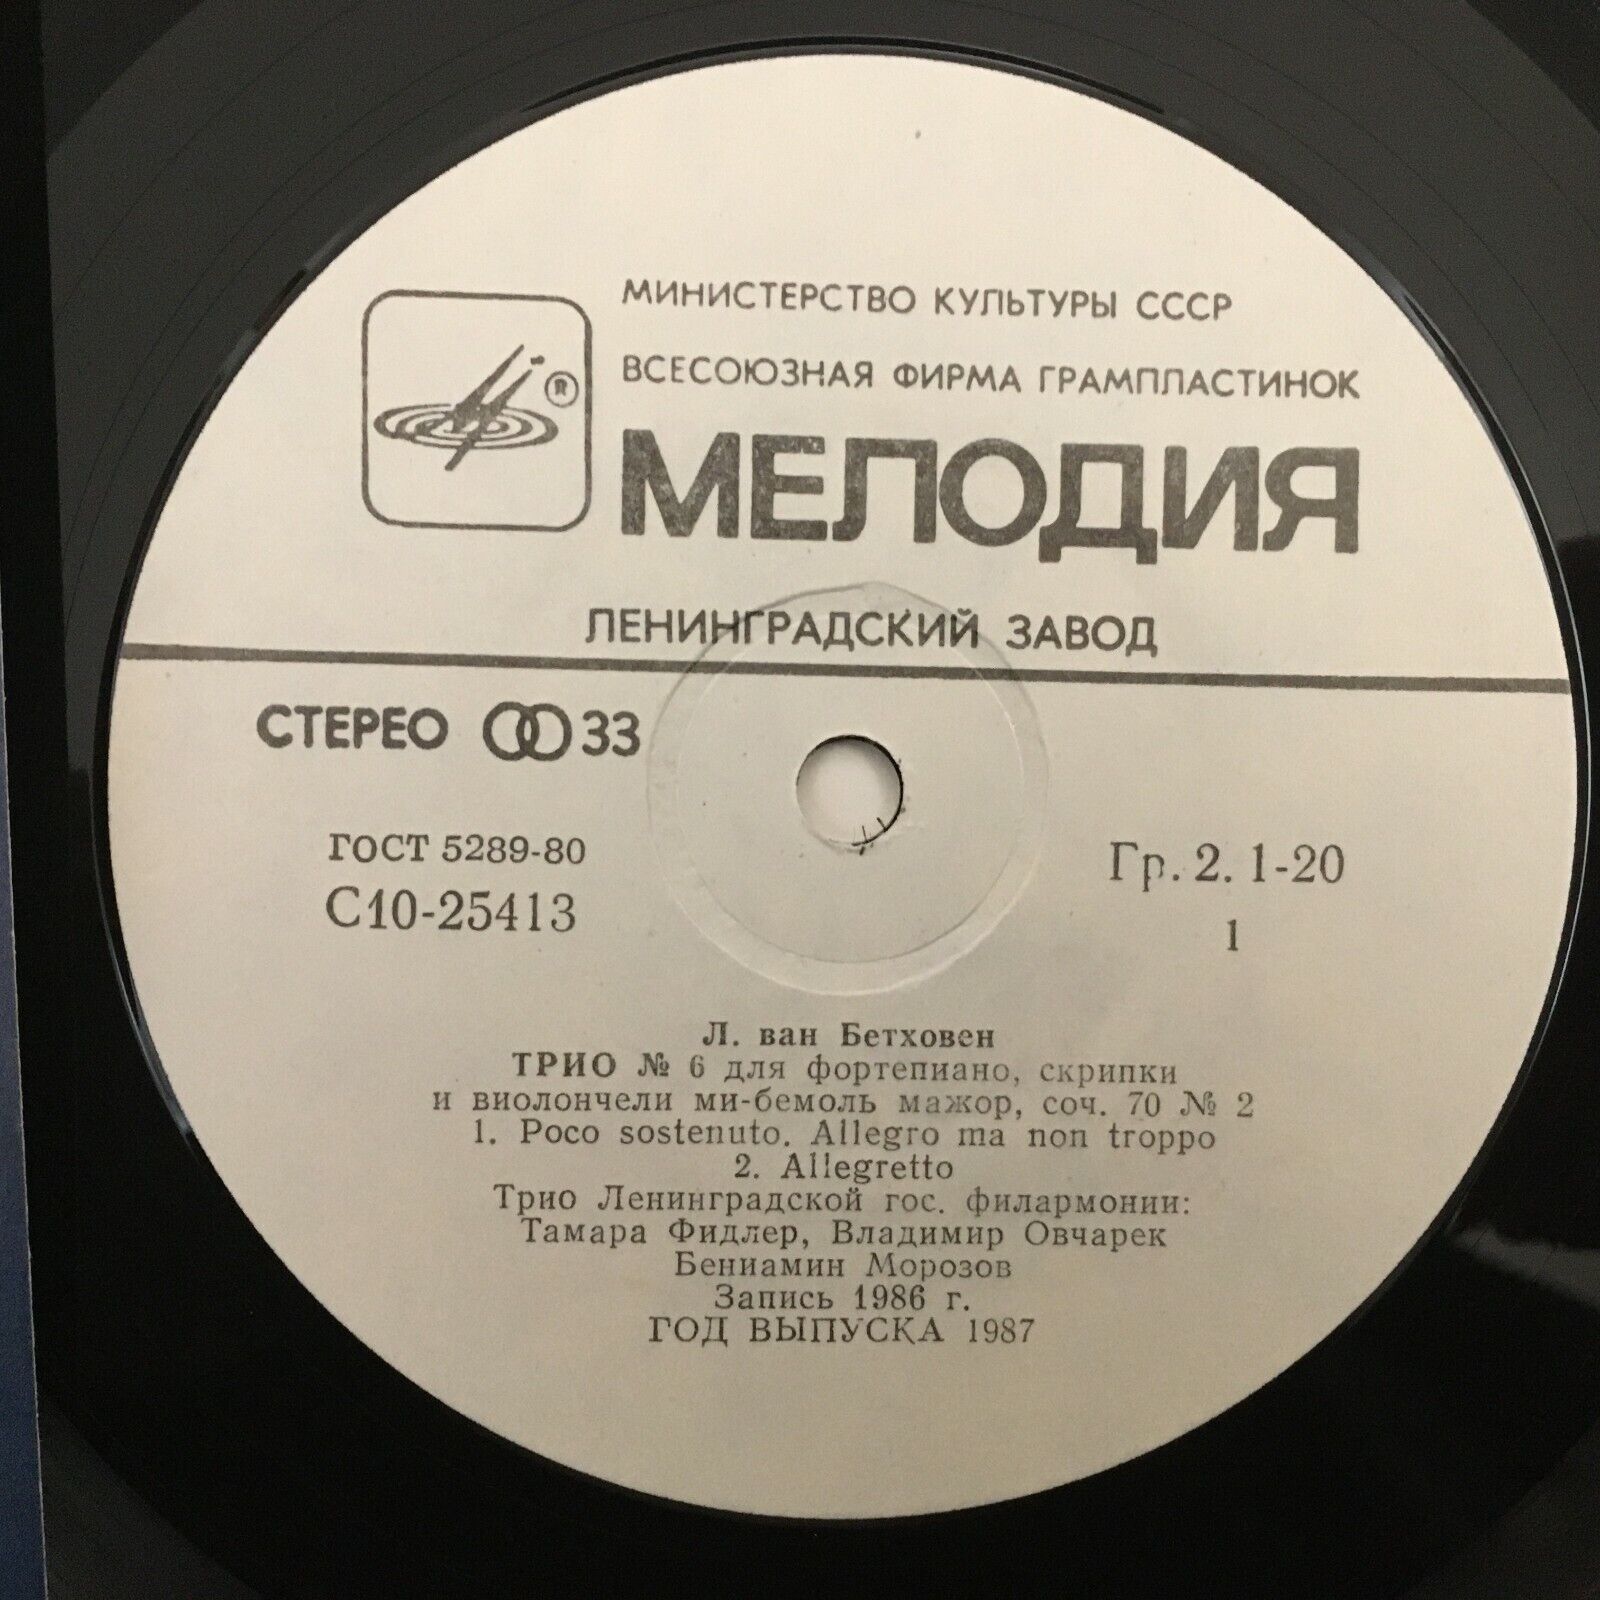 МИНИСТЕРСТВО КУЛЬТУРЫ СССР
ВСЕСОЮЗНАЯ ФИРМА ГРАМПЛАСТИНОК
®
МЕЛОДИЯ
ЛЕНИНГРАДСКИЙ ЗАВОД
СТЕРЕО 33
ГОСТ 5289-80
С10-25413
Гр. 2. 1-20
1
Л. ван Бетховен
ТРИО № 6 для фортепиано, скрипки
и виолончели ми-бемоль мажор, соч. 70 № 2
1. Poco sostenuto. Allegro ma non troppo
2. Allegretto
Трио Ленинградской гос. филармонии:
Тамара Фидлер, Владимир Овчарек
Бениамин Морозов
Запись 1986 г.
ГОД ВЫПУСКА 1987